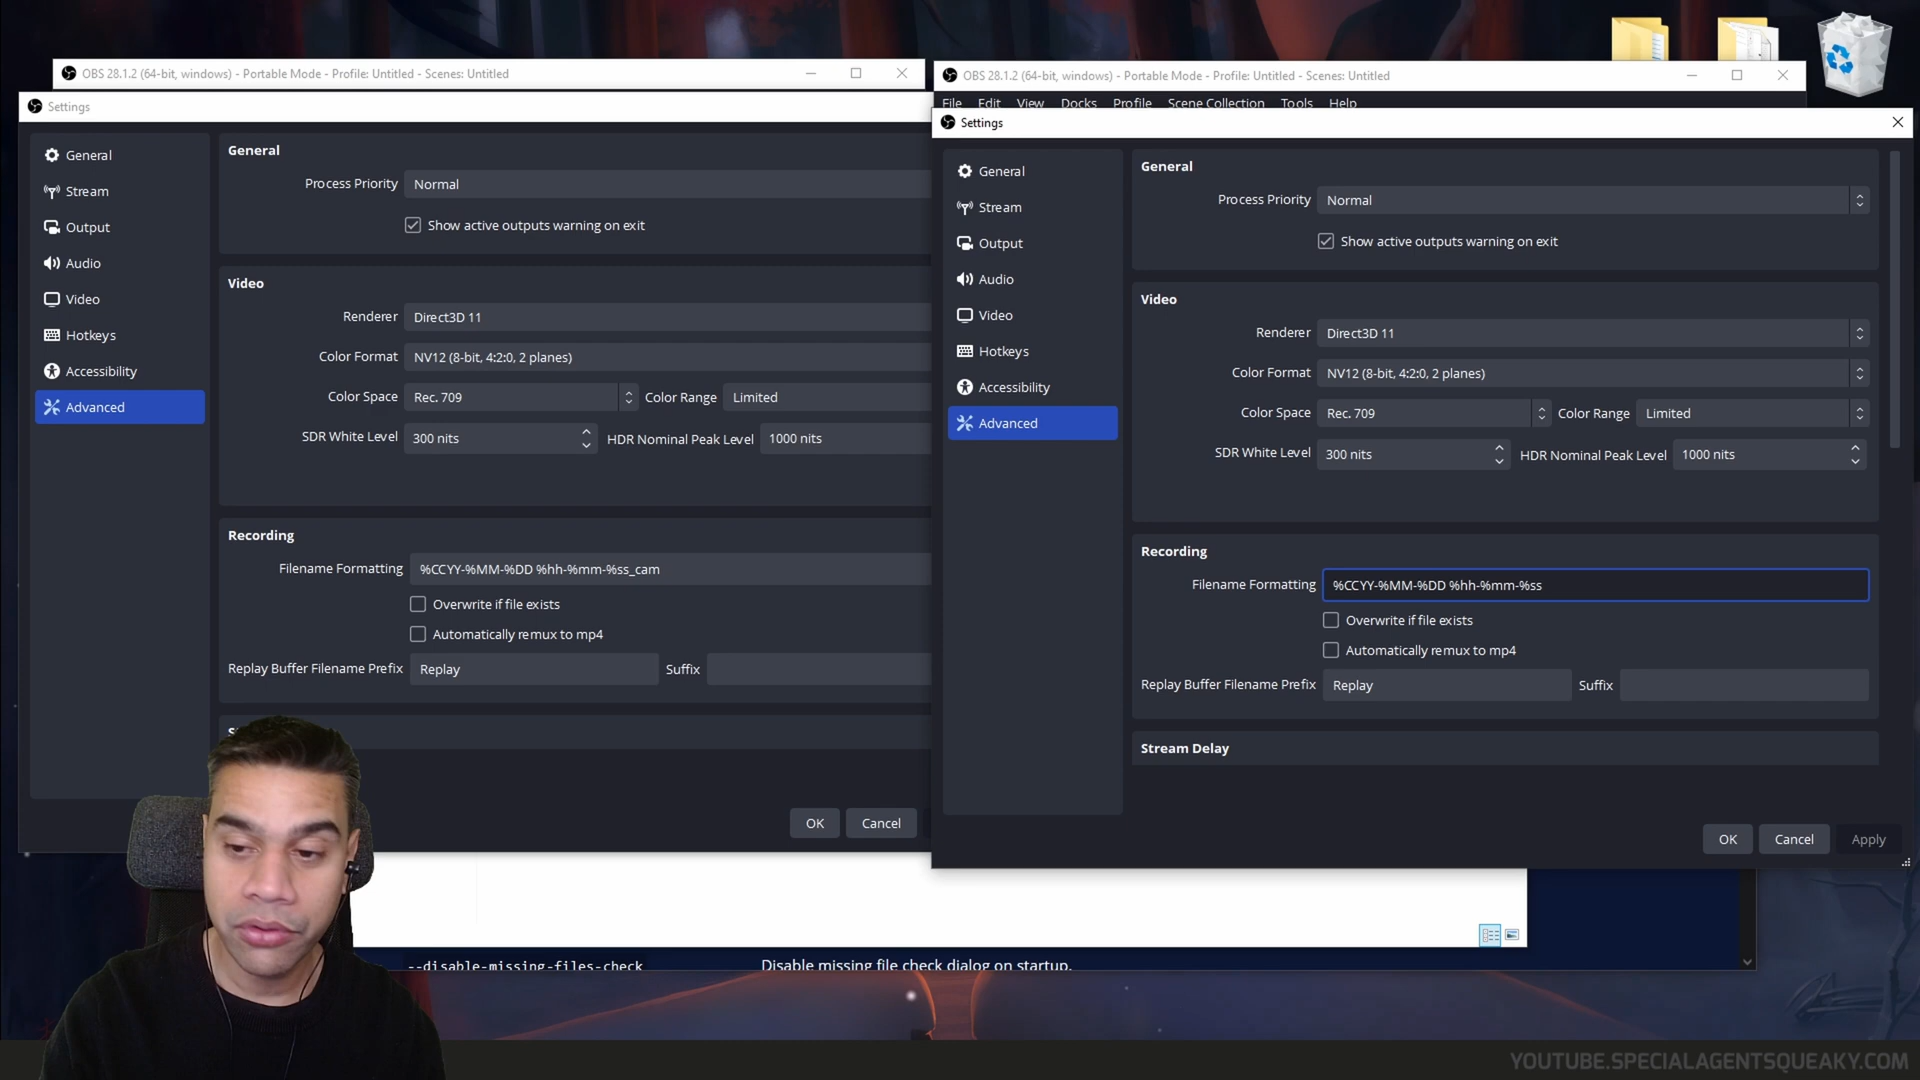 OBS 28.1.2 (64-bit, windows) - Portable Mode - Profile: Untitled - Scenes: Untitled
Settings
General
Stream
Output
Audio
Video
Hotkeys
Accessibility
Advanced
General
Process Priority Normal
Show active outputs warning on exit
Video
Renderer Direct3D 11
Color Format NV12 (8-bit, 4:2:0, 2 planes)
Color Space Rec. 709 Color Range Limited
SDR White Level 300 nits HDR Nominal Peak Level 1000 nits
Recording
Filename Formatting %CCYY-%MM-%DD %hh-%mm-%ss_cam
Overwrite if file exists
Automatically remux to mp4
Replay Buffer Filename Prefix Replay Suffix
OK Cancel
OBS 28.1.2 (64-bit, windows) - Portable Mode - Profile: Untitled - Scenes: Untitled
File Edit View Docks Profile Scene Collection Tools Help
Settings
General
Stream
Output
Audio
Video
Hotkeys
Accessibility
Advanced
General
Process Priority Normal
Show active outputs warning on exit
Video
Renderer Direct3D 11
Color Format NV12 (8-bit, 4:2:0, 2 planes)
Color Space Rec. 709 Color Range Limited
SDR White Level 300 nits HDR Nominal Peak Level 1000 nits
Recording
Filename Formatting %CCYY-%MM-%DD %hh-%mm-%ss
Overwrite if file exists
Automatically remux to mp4
Replay Buffer Filename Prefix Replay Suffix
Stream Delay
OK Cancel Apply
--disable-missing-files-check Disable missing file check dialog on startup.
YOUTUBE.SPECIALAGENTSQUEAKY.COM